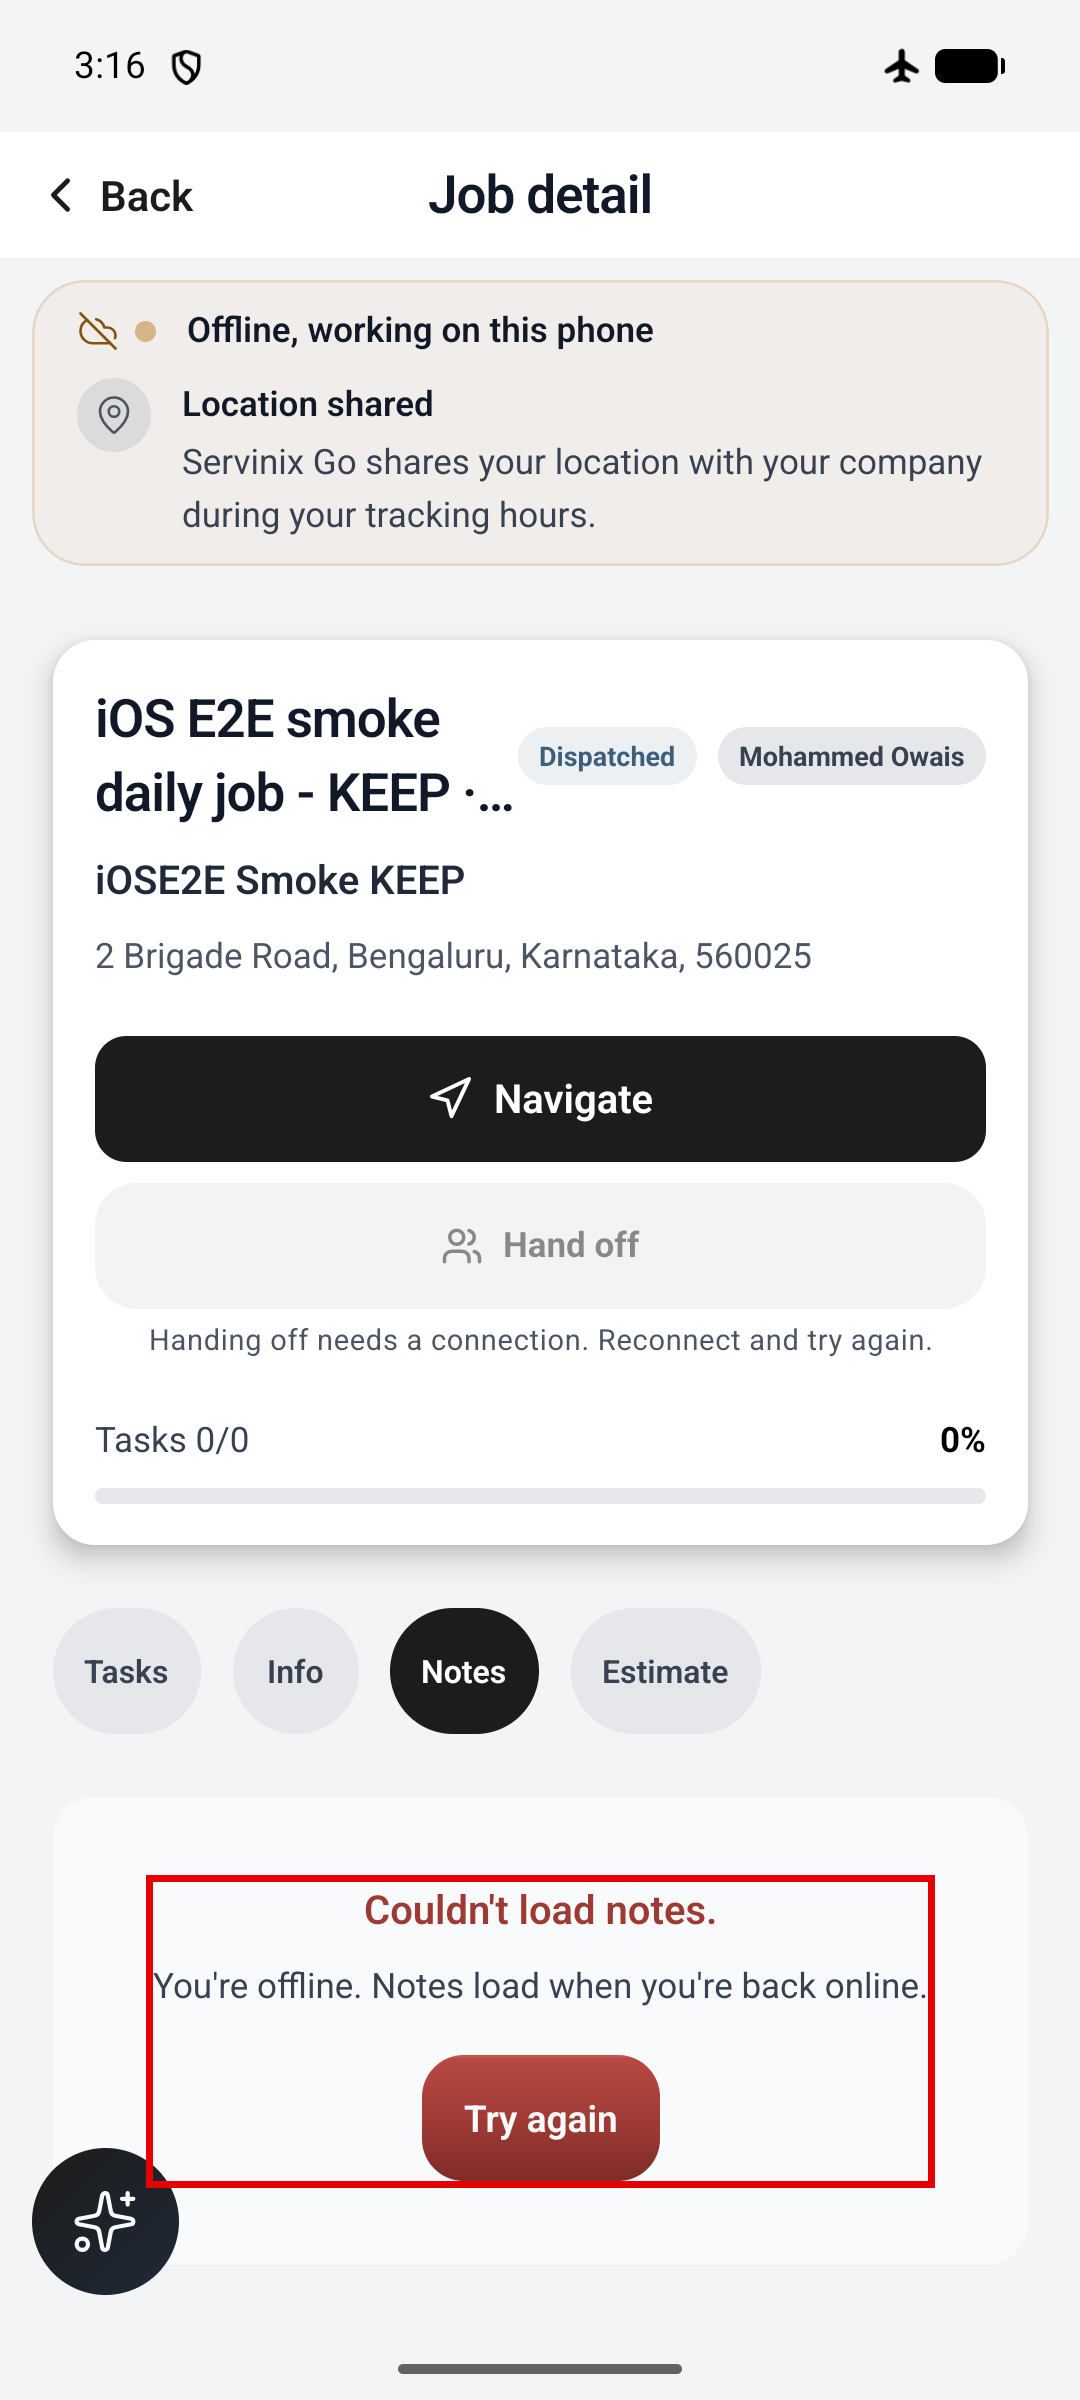 3:16
Back
Job detail
Offline, working on this phone
Location shared
Servinix Go shares your location with your company
during your tracking hours.
iOS E2E smoke
daily job - KEEP ·...
Dispatched
Mohammed Owais
iOSE2E Smoke KEEP
2 Brigade Road, Bengaluru, Karnataka, 560025
Navigate
Hand off
Handing off needs a connection. Reconnect and try again.
Tasks 0/0
0%
Tasks
Info
Notes
Estimate
Couldn't load notes.
You're offline. Notes load when you're back online.
Try again